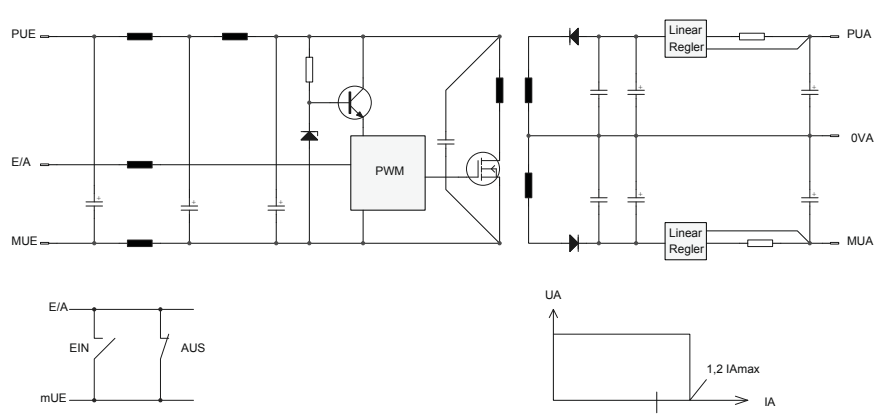 PUE
Linear
Regler
PUA
E/A
PWM
0VA
MUE
Linear
Regler
MUA
E/A
UA
EIN
AUS
1,2 IAmax
mUE
IA